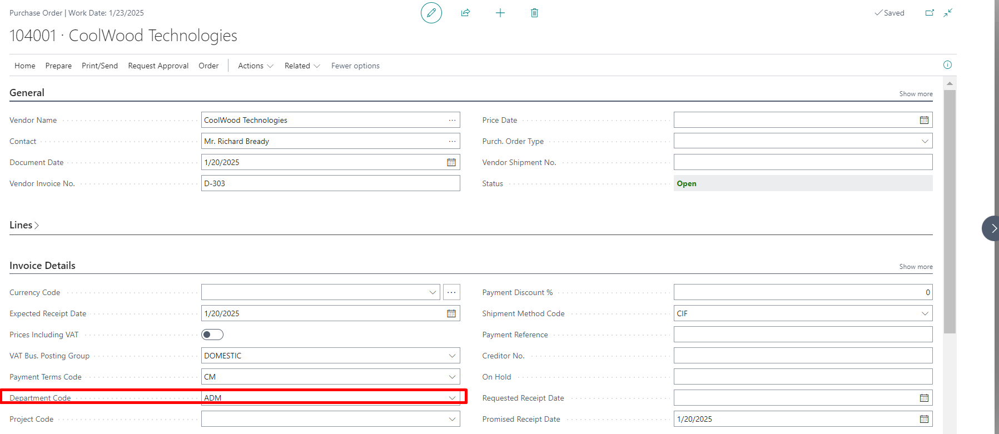 Purchase Order | Work Date: 1/23/2025
Saved
104001 · CoolWood Technologies
Home Prepare Print/Send Request Approval Order Actions Related Fewer options
General
Show more
Vendor Name CoolWood Technologies
Price Date
Contact Mr. Richard Bready
Purch. Order Type
Document Date 1/20/2025
Vendor Shipment No.
Vendor Invoice No. D-303
Status Open
Lines
Invoice Details
Show more
Currency Code
Payment Discount % 0
Expected Receipt Date 1/20/2025
Shipment Method Code CIF
Prices Including VAT
Payment Reference
VAT Bus. Posting Group DOMESTIC
Creditor No.
Payment Terms Code CM
On Hold
Department Code ADM
Requested Receipt Date
Project Code
Promised Receipt Date 1/20/2025